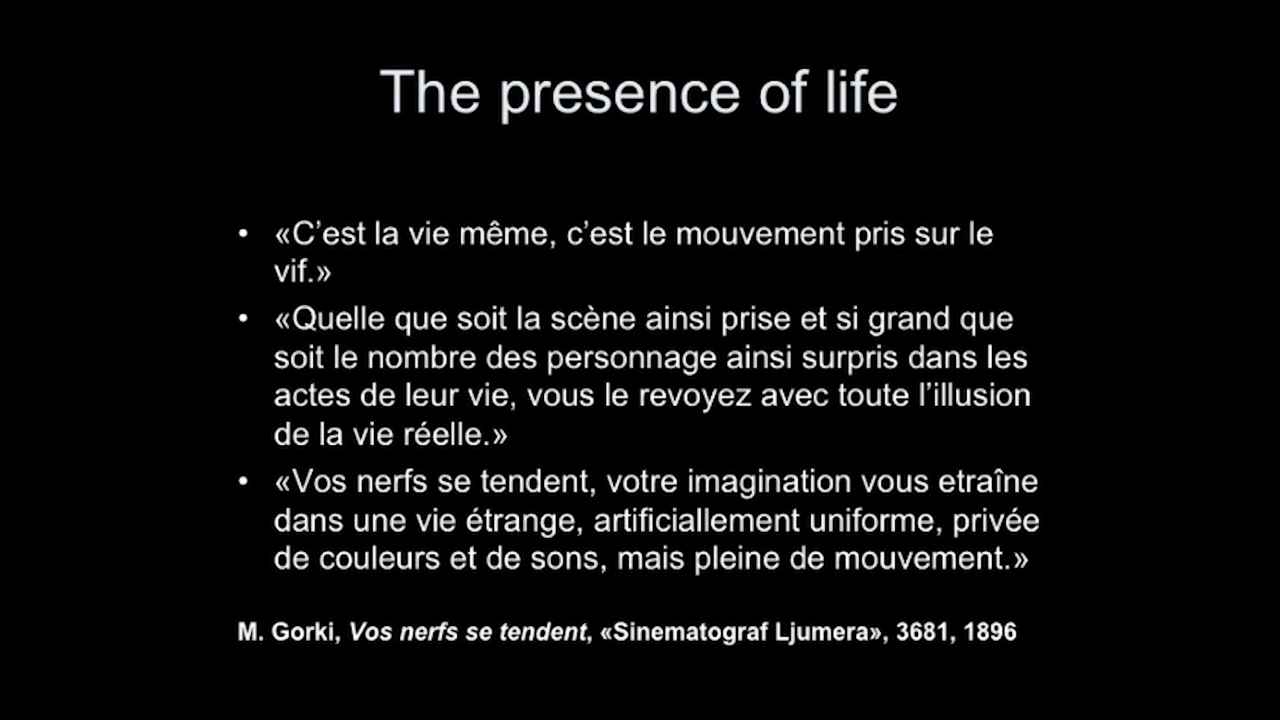 The presence of life
• «C’est la vie même, c’est le mouvement pris sur le
vif.»
• «Quelle que soit la scène ainsi prise et si grand que
soit le nombre des personnage ainsi surpris dans les
actes de leur vie, vous le revoyez avec toute l’illusion
de la vie réelle.»
• «Vos nerfs se tendent, votre imagination vous etraîne
dans une vie étrange, artificiallement uniforme, privée
de couleurs et de sons, mais pleine de mouvement.»
M. Gorki, Vos nerfs se tendent, «Sinematograf Ljumera», 3681, 1896